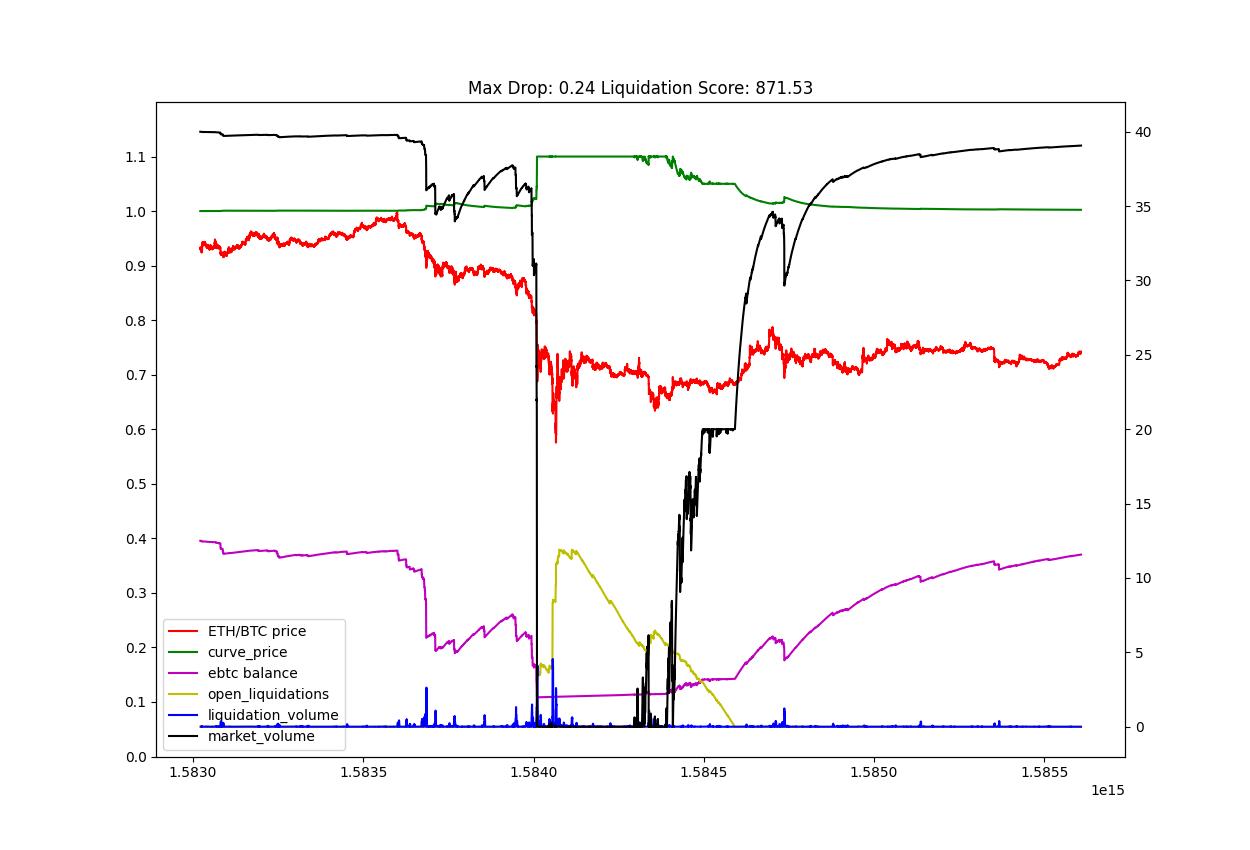 Max Drop: 0.24 Liquidation Score: 871.53
1.1
1.0
0.9
0.8
0.7
0.6
0.5
0.4
0.3
0.2
0.1
0.0
40
35
30
25
20
15
10
5
0
ETH/BTC price
curve_price
ebtc balance
open_liquidations
liquidation_volume
market_volume
1.5830 1.5835 1.5840 1.5845 1.5850 1.5855
1e15